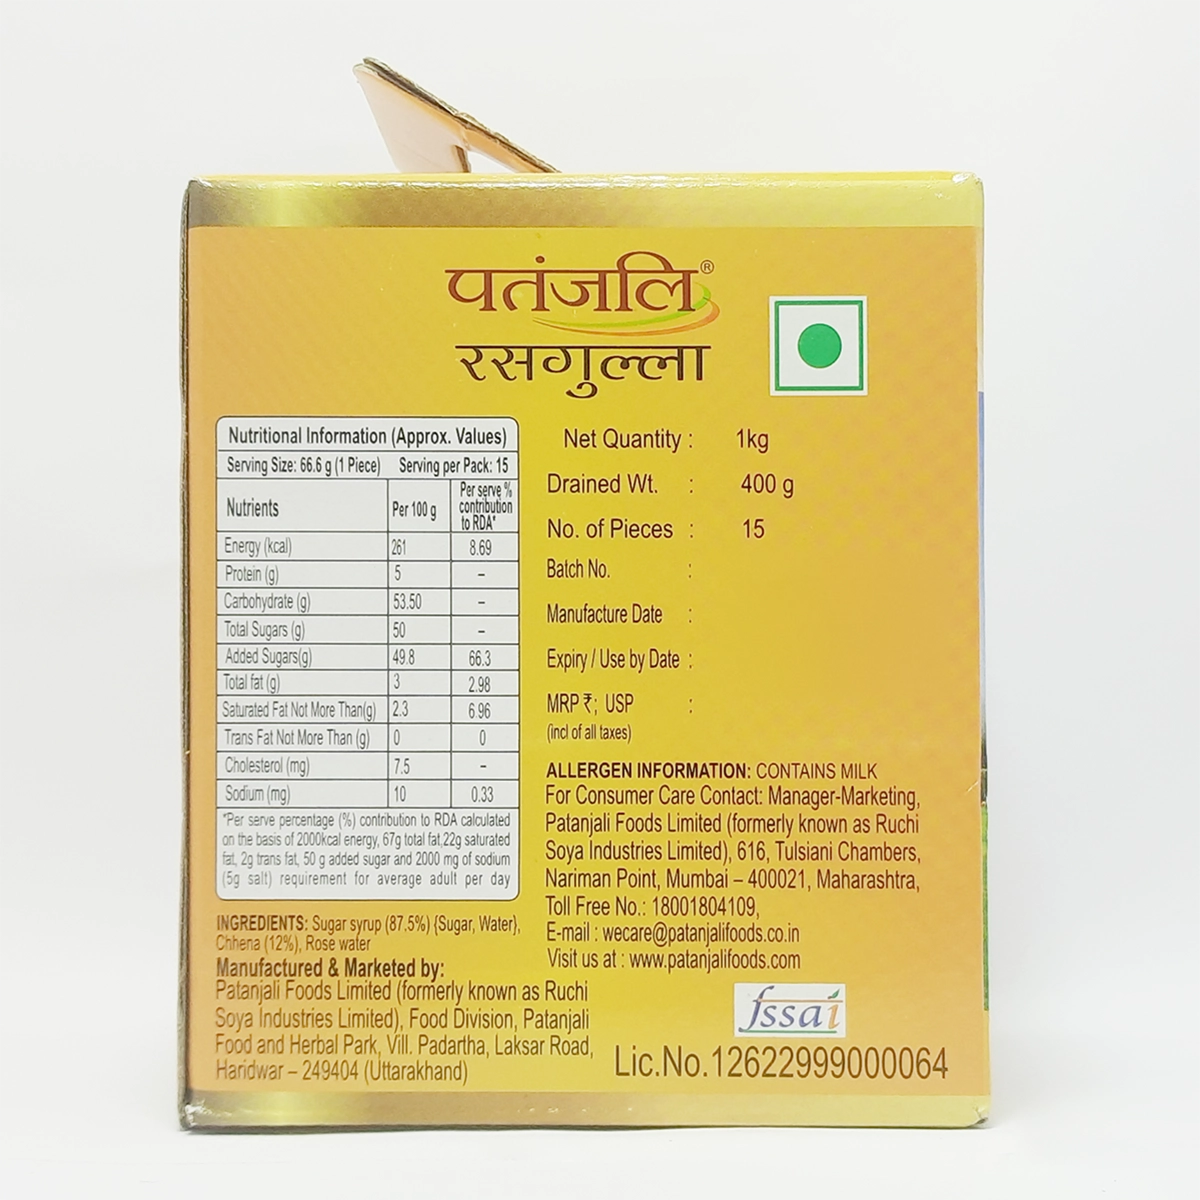 पतंजलि®
रसगुल्ला
Nutritional Information (Approx. Values)
Serving Size: 66.6 g (1 Piece) Serving per Pack: 15
Nutrients Per 100 g Per serve % contribution to RDA*
Energy (kcal) 261 8.69
Protein (g) 5 –
Carbohydrate (g) 53.50 –
Total Sugars (g) 50 –
Added Sugars(g) 49.8 66.3
Total fat (g) 3 2.98
Saturated Fat Not More Than(g) 2.3 6 96
Trans Fat Not More Than (g) 0 0
Cholesterol (mg) 7.5 –
Sodium (mg) 10 0.33
*Per serve percentage (%) contribution to RDA calculated
on the basis of 2000kcal energy, 67g total fat,22g saturated
fat, 2g trans fat, 50 g added sugar and 2000 mg of sodium
(5g salt) requirement for average adult per day
INGREDIENTS: Sugar syrup (87.5%) {Sugar, Water},
Chhena (12%), Rose water
Manufactured & Marketed by:
Patanjali Foods Limited (formerly known as Ruchi
Soya Industries Limited), Food Division, Patanjali
Food and Herbal Park, Vill. Padartha, Laksar Road,
Haridwar – 249404 (Uttarakhand)
Net Quantity : 1kg
Drained Wt. : 400 g
No. of Pieces : 15
Batch No. :
Manufacture Date :
Expiry / Use by Date :
MRP ₹; USP :
(incl of all taxes)
ALLERGEN INFORMATION: CONTAINS MILK
For Consumer Care Contact: Manager-Marketing,
Patanjali Foods Limited (formerly known as Ruchi
Soya Industries Limited), 616, Tulsiani Chambers,
Nariman Point, Mumbai – 400021, Maharashtra,
Toll Free No.: 18001804109,
E-mail : wecare@patanjalifoods.co.in
Visit us at : www.patanjalifoods.com
fssai
Lic.No.12622999000064